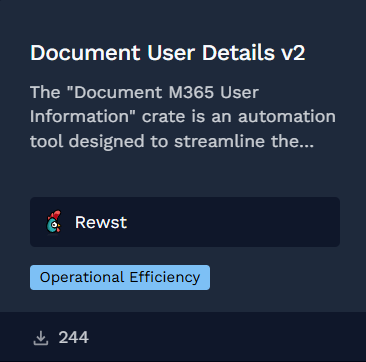 Document User Details v2
The "Document M365 User
Information" crate is an automation
tool designed to streamline the...
Rewst
Operational Efficiency
244